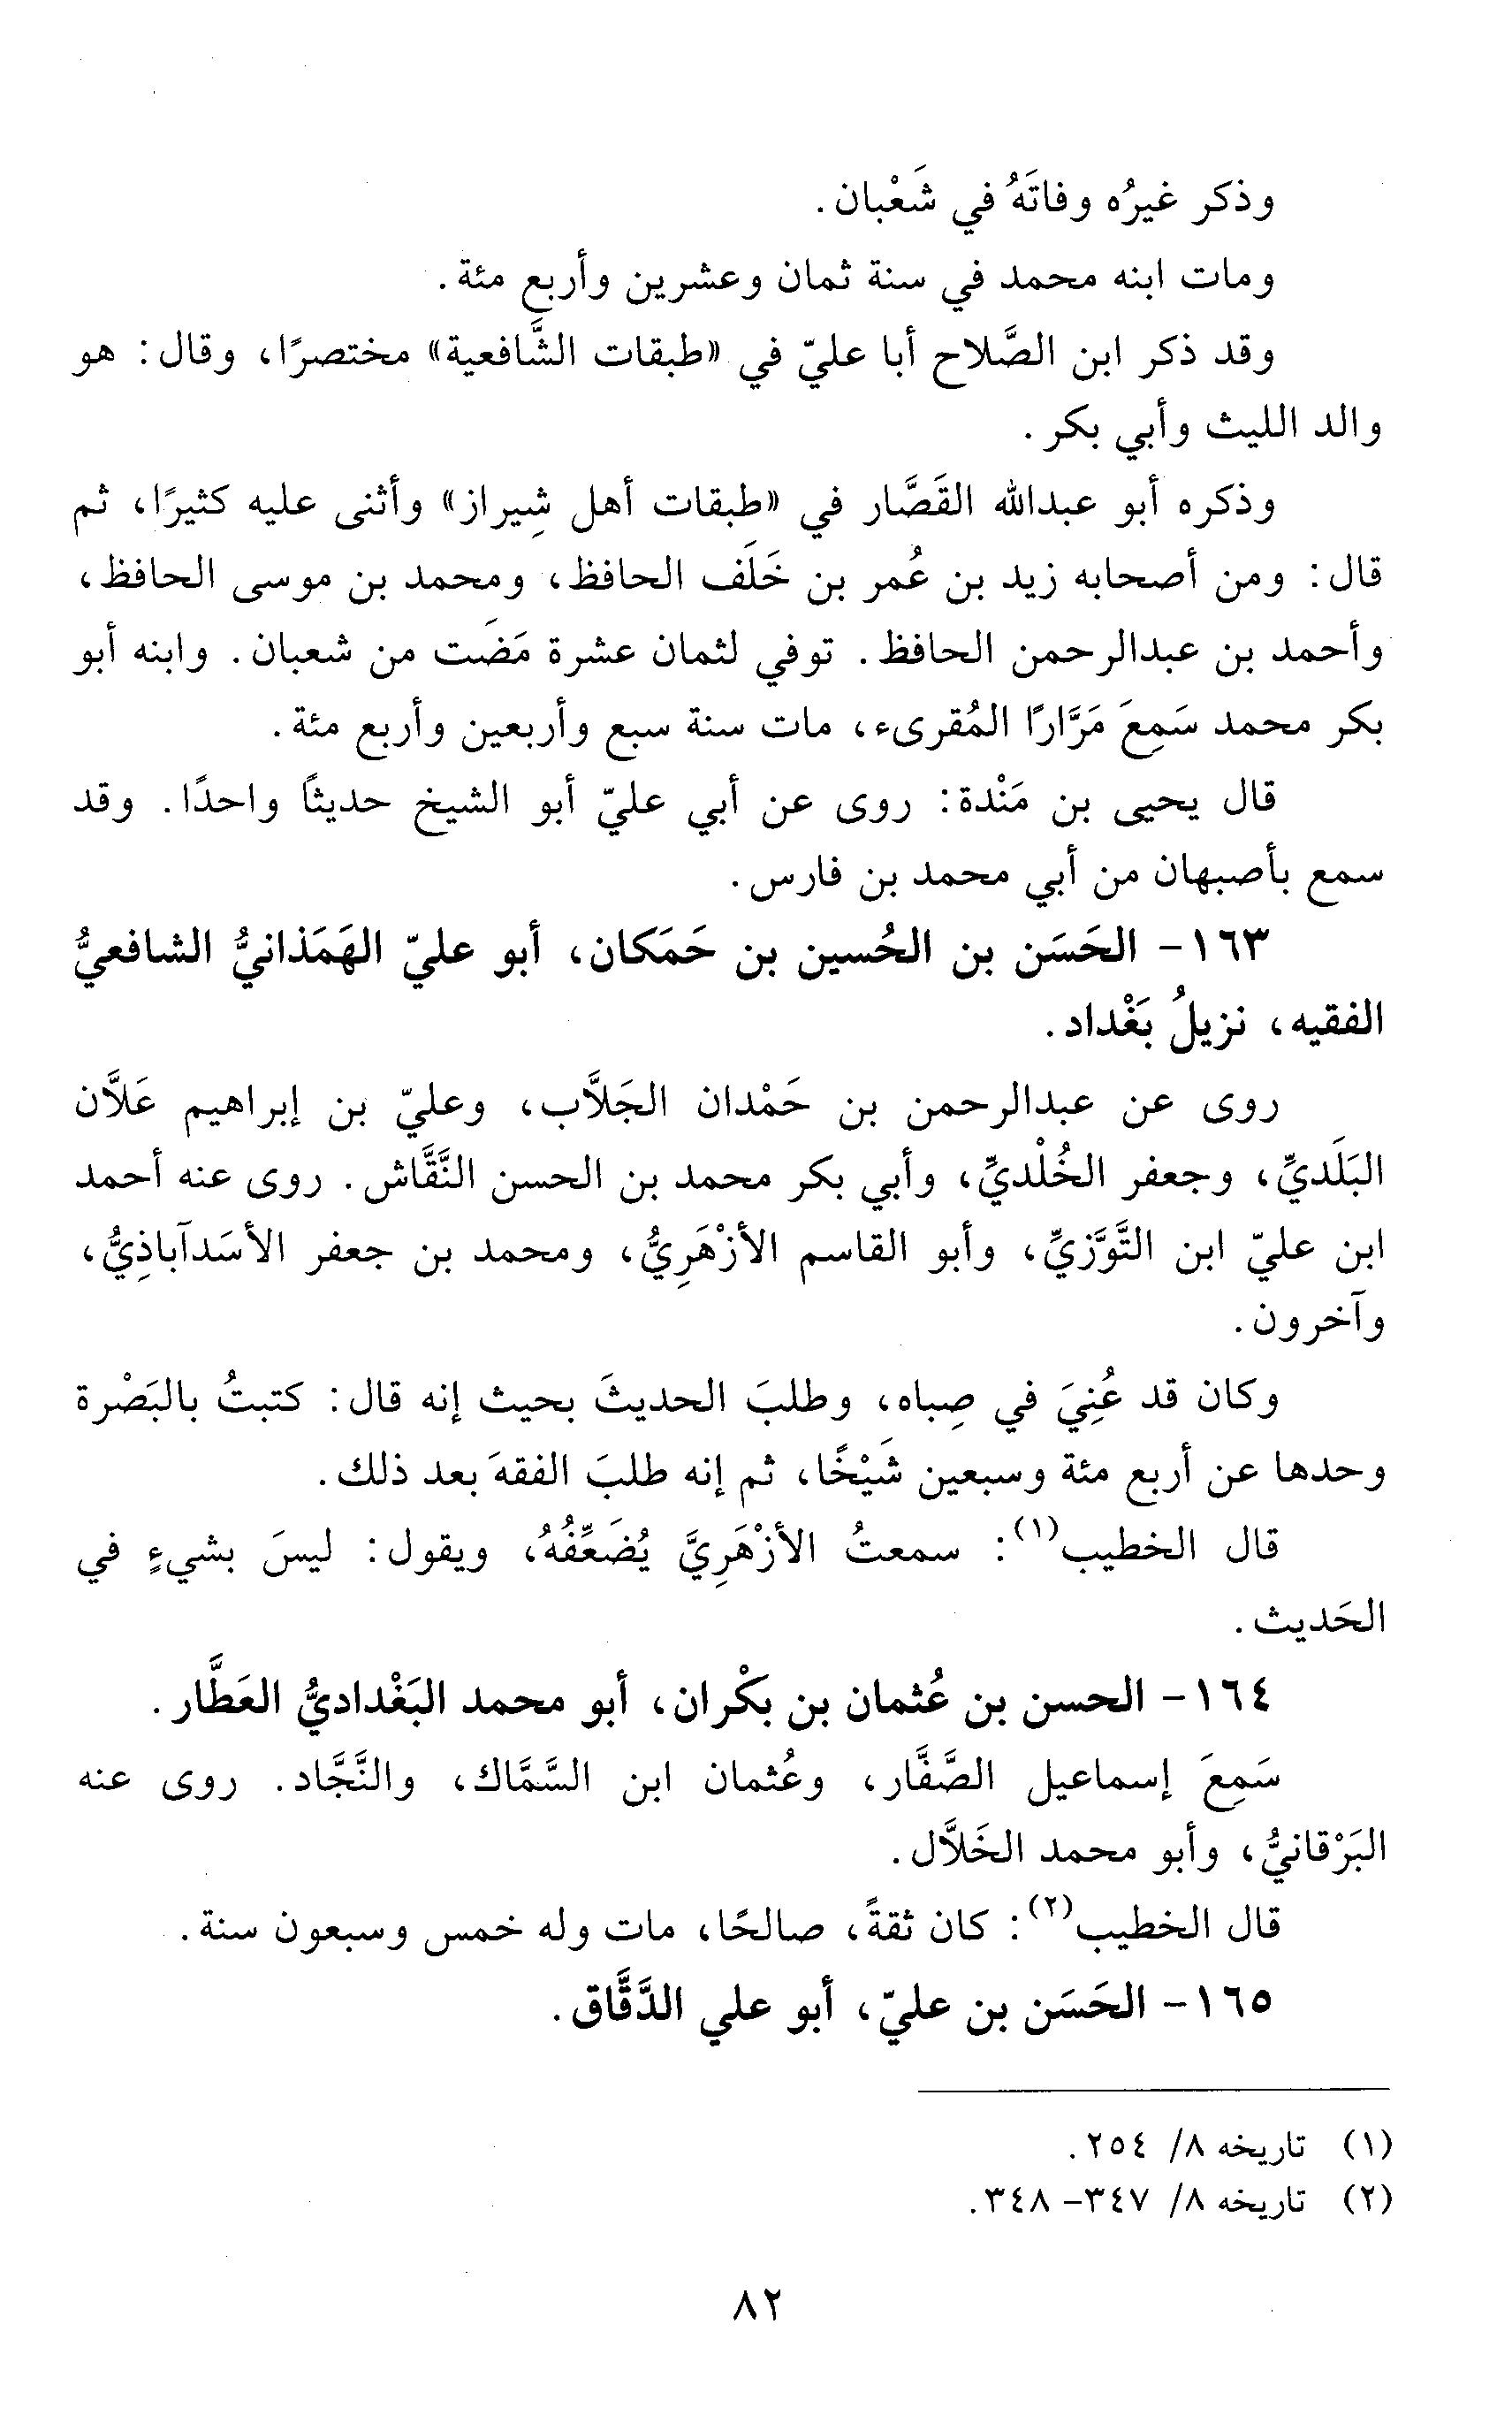 وذكر غيرُه وفاتَهُ في شَعْبان.
ومات ابنه محمد في سنة ثمان وعشرين وأربع مئة.
وقد ذكر ابن الصَّلاح أبا عليّ في «طبقات الشَّافعية» مختصرًا، وقال: هو
والد الليث وأبي بكر.
وذكره أبو عبدالله القَصَّار في «طبقات أهل شِيراز» وأثنى عليه كثيرًا، ثم
قال: ومن أصحابه زيد بن عُمر بن خَلَف الحافظ، ومحمد بن موسى الحافظ،
وأحمد بن عبدالرحمن الحافظ. توفي لثمان عشرة مَضَت من شعبان. وابنه أبو
بكر محمد سَمِعَ مَرَّارًا المُقرىء، مات سنة سبع وأربعين وأربع مئة.
قال يحيى بن مَنْدة: روى عن أبي عليّ أبو الشيخ حديثًا واحدًا. وقد
سمع بأصبهان من أبي محمد بن فارس.
١٦٣- الحَسَن بن الحُسين بن حَمَكان، أبو عليّ الهَمَذانيُّ الشافعيُّ
الفقيه، نزيلُ بَغْداد.
روى عن عبدالرحمن بن حَمْدان الجَلاَّب، وعليّ بن إبراهيم عَلاَّن
البَلَديِّ، وجعفر الخُلْديِّ، وأبي بكر محمد بن الحسن النَّقَّاش. روى عنه أحمد
ابن عليّ ابن التَّوَّزيِّ، وأبو القاسم الأزْهَرِيُّ، ومحمد بن جعفر الأسَدآباذِيُّ،
وآخرون.
وكان قد عُنِيَ في صِباه، وطلبَ الحديثَ بحيث إنه قال: كتبتُ بالبَصْرة
وحدها عن أربع مئة وسبعين شَيْخًا، ثم إنه طلبَ الفقهَ بعد ذلك.
قال الخطيب(١): سمعتُ الأزْهَرِيَّ يُضَعِّفُهُ، ويقول: ليسَ بشيءٍ في
الحَديث.
١٦٤- الحسن بن عُثمان بن بكْران، أبو محمد البَغْداديُّ العَطَّار.
سَمِعَ إسماعيل الصَّفَّار، وعُثمان ابن السَّمَّاك، والنَّجَّاد. روى عنه
البَرْقانيُّ، وأبو محمد الخَلاَّل.
قال الخطيب(٢): كان ثقةً، صالحًا، مات وله خمس وسبعون سنة.
١٦٥- الحَسَن بن عليّ، أبو علي الدَّقَّاق.
(١) تاريخه ٨/ ٢٥٤.
(٢) تاريخه ٨/ ٣٤٧- ٣٤٨.
٨٢